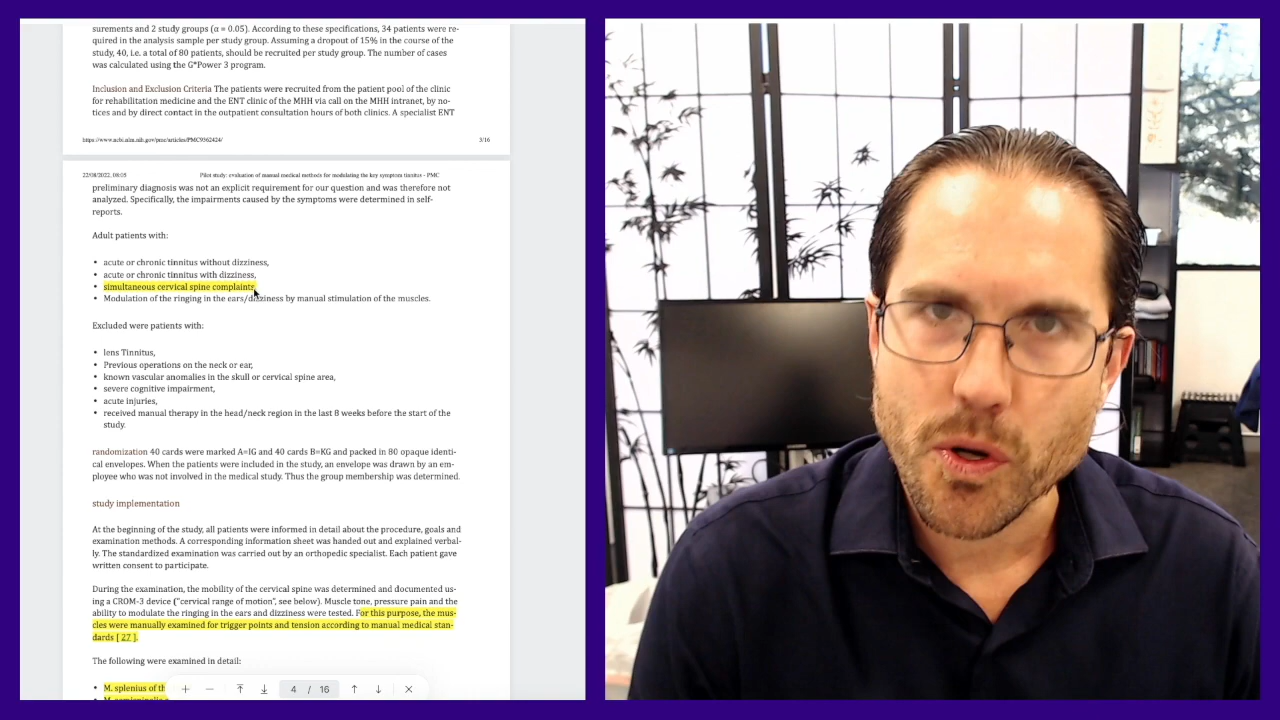 surements and 2 study groups (α = 0.05). According to these specifications, 34 patients were re-
quired in the analysis sample per study group. Assuming a dropout of 15% in the course of the
study, 40, i.e. a total of 80 patients, should be recruited per study group. The number of cases
was calculated using the G*Power 3 program.
Inclusion and Exclusion Criteria The patients were recruited from the patient pool of the clinic
for rehabilitation medicine and the ENT clinic of the MHH via call on the MHH intranet, by no-
tices and by direct contact in the outpatient consultation hours of both clinics. A specialist ENT
https://www.ncbi.nlm.nih.gov/pmc/articles/PMC9362424/ 3/16
22/08/2022, 08:05 Pilot study: evaluation of manual medical methods for modulating the key symptom tinnitus - PMC
preliminary diagnosis was not an explicit requirement for our question and was therefore not
analyzed. Specifically, the impairments caused by the symptoms were determined in self-
reports.
Adult patients with:
• acute or chronic tinnitus without dizziness,
• acute or chronic tinnitus with dizziness,
• simultaneous cervical spine complaints,
• Modulation of the ringing in the ears/dizziness by manual stimulation of the muscles.
Excluded were patients with:
• lens Tinnitus,
• Previous operations on the neck or ear,
• known vascular anomalies in the skull or cervical spine area,
• severe cognitive impairment,
• acute injuries,
• received manual therapy in the head/neck region in the last 8 weeks before the start of the
study.
randomization 40 cards were marked A=IG and 40 cards B=KG and packed in 80 opaque identi-
cal envelopes. When the patients were included in the study, an envelope was drawn by an em-
ployee who was not involved in the medical study. Thus the group membership was determined.
study implementation
At the beginning of the study, all patients were informed in detail about the procedure, goals and
examination methods. A corresponding information sheet was handed out and explained verbal-
ly. The standardized examination was carried out by an orthopedic specialist. Each patient gave
written consent to participate.
During the examination, the mobility of the cervical spine was determined and documented us-
ing a CROM-3 device ("cervical range of motion", see below). Muscle tone, pressure pain and the
ability to modulate the ringing in the ears and dizziness were tested. For this purpose, the mus-
cles were manually examined for trigger points and tension according to manual medical stan-
dards [ 27 ].
The following were examined in detail:
• M. splenius of th
4 / 16